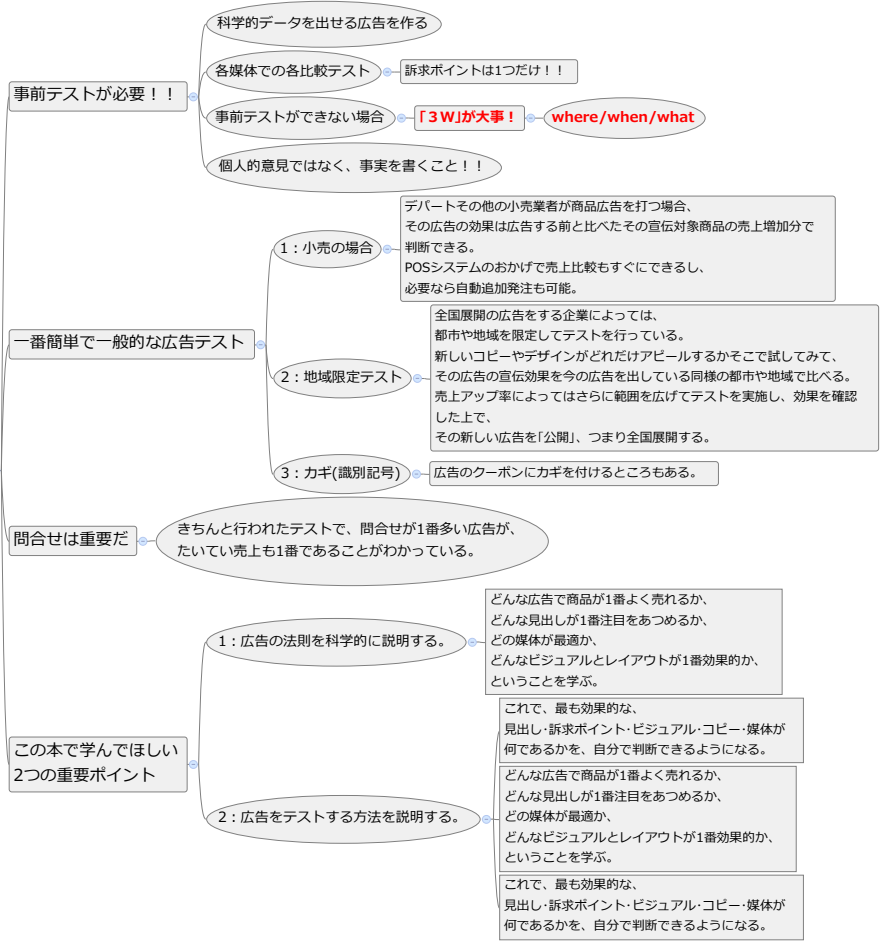 事前テストが必要！！
科学的データを出せる広告を作る
各媒体での各比較テスト
訴求ポイントは1つだけ！！
事前テストができない場合
「３W」が大事！
where/when/what
個人的意見ではなく、事実を書くこと！！
一番簡単で一般的な広告テスト
1：小売の場合
デパートその他の小売業者が商品広告を打つ場合、
その広告の効果は広告する前と比べたその宣伝対象商品の売上増加分で
判断できる。
POSシステムのおかげで売上比較もすぐにできるし、
必要なら自動追加発注も可能。
2：地域限定テスト
全国展開の広告をする企業によっては、
都市や地域を限定してテストを行っている。
新しいコピーやデザインがどれだけアピールするかそこで試してみて、
その広告の宣伝効果を今の広告を出している同様の都市や地域で比べる。
売上アップ率によってはさらに範囲を広げてテストを実施し、効果を確認
した上で、
その新しい広告を「公開」、つまり全国展開する。
3：カギ(識別記号)
広告のクーポンにカギを付けるところもある。
問合せは重要だ
きちんと行われたテストで、問合せが1番多い広告が、
たいてい売上も1番であることがわかっている。
この本で学んでほしい
2つの重要ポイント
1：広告の法則を科学的に説明する。
どんな広告で商品が1番よく売れるか、
どんな見出しが1番注目をあつめるか、
どの媒体が最適か、
どんなビジュアルとレイアウトが1番効果的か、
ということを学ぶ。
2：広告をテストする方法を説明する。
これで、最も効果的な、
見出し･訴求ポイント･ビジュアル･コピー･媒体が
何であるかを、自分で判断できるようになる。
どんな広告で商品が1番よく売れるか、
どんな見出しが1番注目をあつめるか、
どの媒体が最適か、
どんなビジュアルとレイアウトが1番効果的か、
ということを学ぶ。
これで、最も効果的な、
見出し･訴求ポイント･ビジュアル･コピー･媒体が
何であるかを、自分で判断できるようになる。